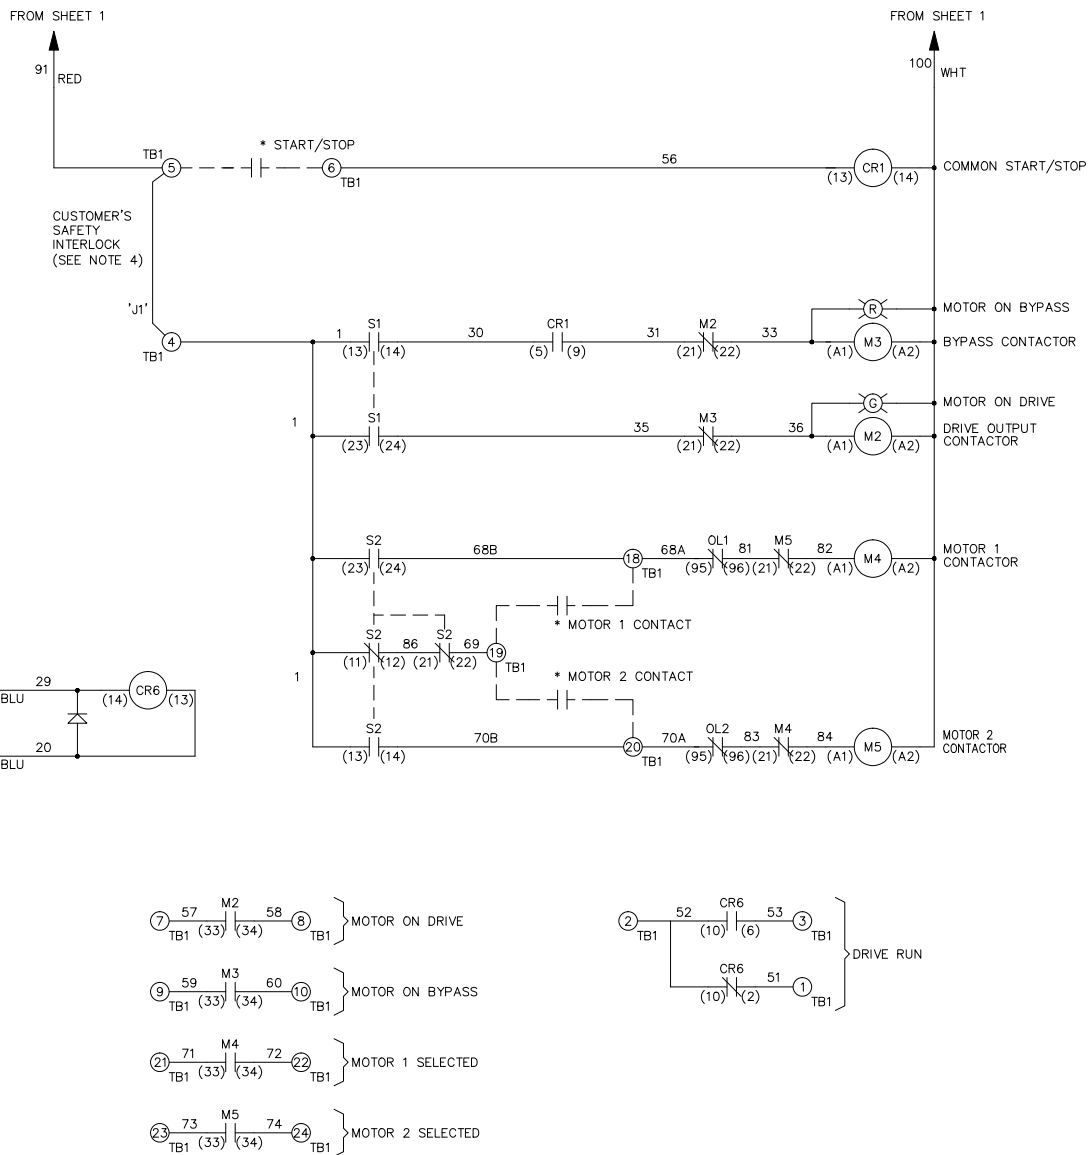 FROM SHEET 1
FROM SHEET 1
91
RED
100
WHT
* START/STOP
TB1
5
6
TB1
56
CR1
(13)
(14)
COMMON START/STOP
CUSTOMER'S
SAFETY
INTERLOCK
(SEE NOTE 4)
'J1'
4
TB1
R
MOTOR ON BYPASS
1
S1
(13)
(14)
30
CR1
(5)
(9)
31
M2
(21)
(22)
33
M3
(A1)
(A2)
BYPASS CONTACTOR
G
MOTOR ON DRIVE
1
S1
(23)
(24)
35
M3
(21)
(22)
36
M2
(A1)
(A2)
DRIVE OUTPUT
CONTACTOR
S2
(23)
(24)
68B
18
TB1
68A
OL1
(95)
(96)
81
M5
(21)
(22)
82
M4
(A1)
(A2)
MOTOR 1
CONTACTOR
* MOTOR 1 CONTACT
S2
(11)
(12)
86
S2
(21)
(22)
69
19
TB1
1
* MOTOR 2 CONTACT
29
BLU
(14)
CR6
(13)
20
BLU
S2
(13)
(14)
70B
20
TB1
70A
OL2
(95)
(96)
83
M4
(21)
(22)
84
M5
(A1)
(A2)
MOTOR 2
CONTACTOR
7
TB1
57
M2
(33)
(34)
58
8
TB1
MOTOR ON DRIVE
9
TB1
59
M3
(33)
(34)
60
10
TB1
MOTOR ON BYPASS
21
TB1
71
M4
(33)
(34)
72
22
TB1
MOTOR 1 SELECTED
23
TB1
73
M5
(33)
(34)
74
24
TB1
MOTOR 2 SELECTED
2
TB1
52
CR6
(10)
(6)
53
3
TB1
DRIVE RUN
CR6
(10)
(2)
51
1
TB1